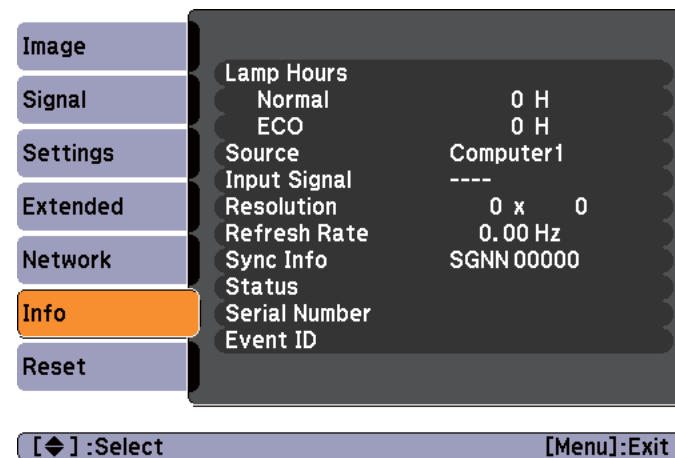 Image
Signal
Settings
Extended
Network
Info
Reset
Lamp Hours
Normal 0 H
ECO 0 H
Source Computer1
Input Signal ----
Resolution 0 x 0
Refresh Rate 0.00 Hz
Sync Info SGNN 00000
Status
Serial Number
Event ID
[◆] :Select [Menu]:Exit